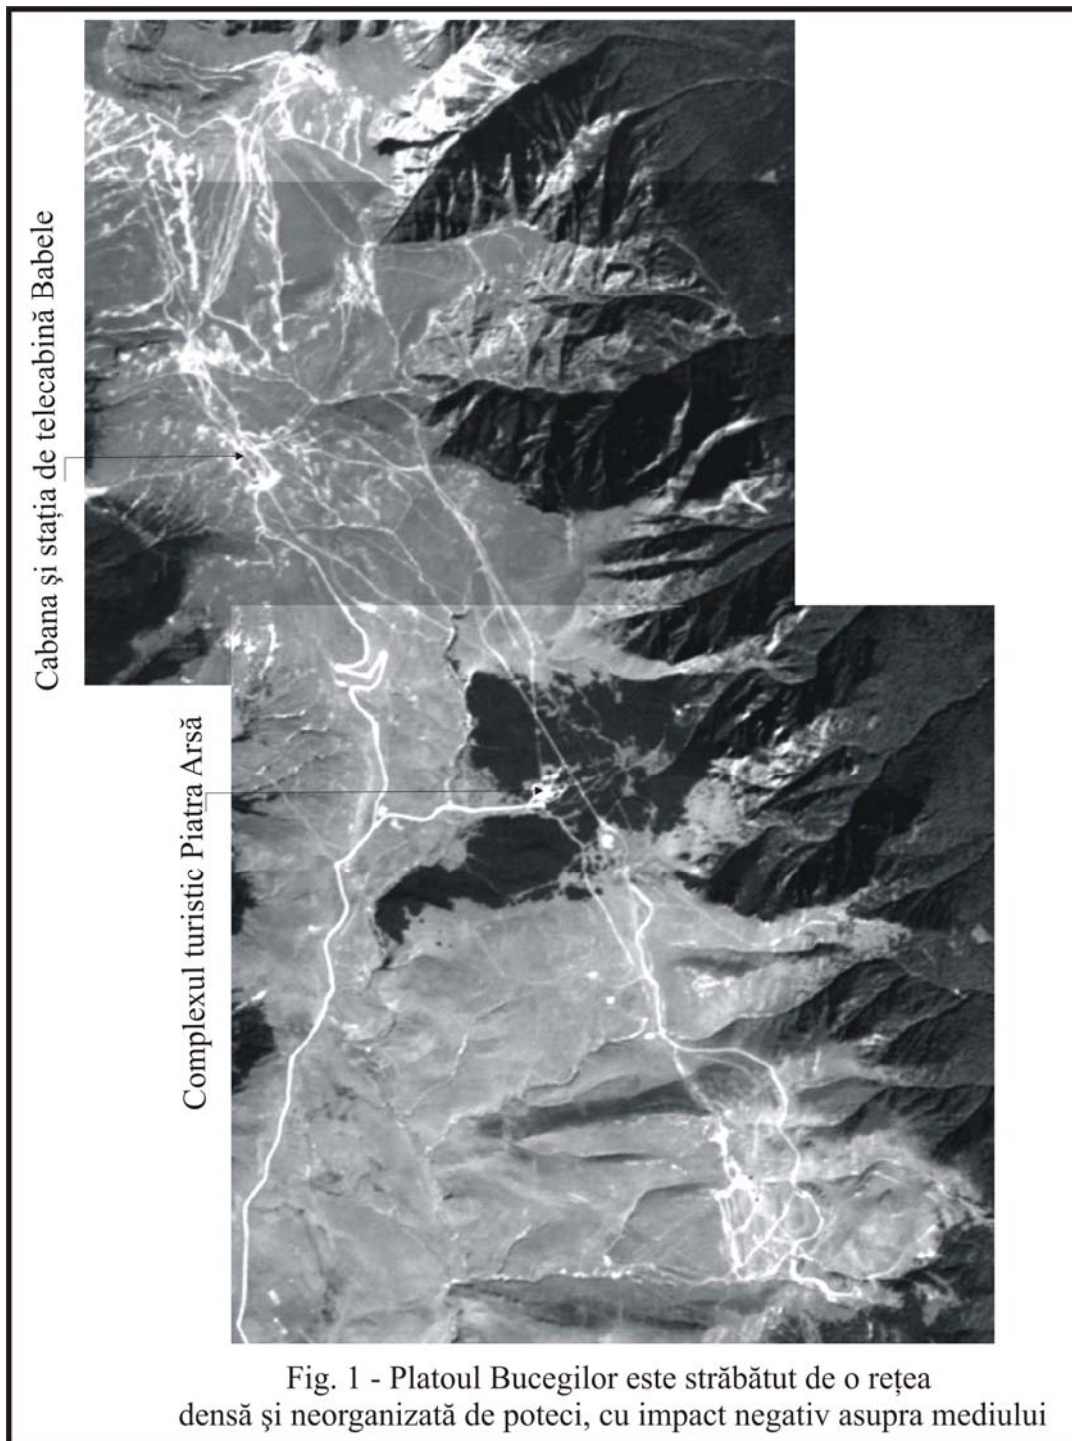 Cabana şi staţia de telecabină Babele
Complexul turistic Piatra Arsă
Fig. 1 - Platoul Bucegilor este străbătut de o reţea
densă şi neorganizată de poteci, cu impact negativ asupra mediului